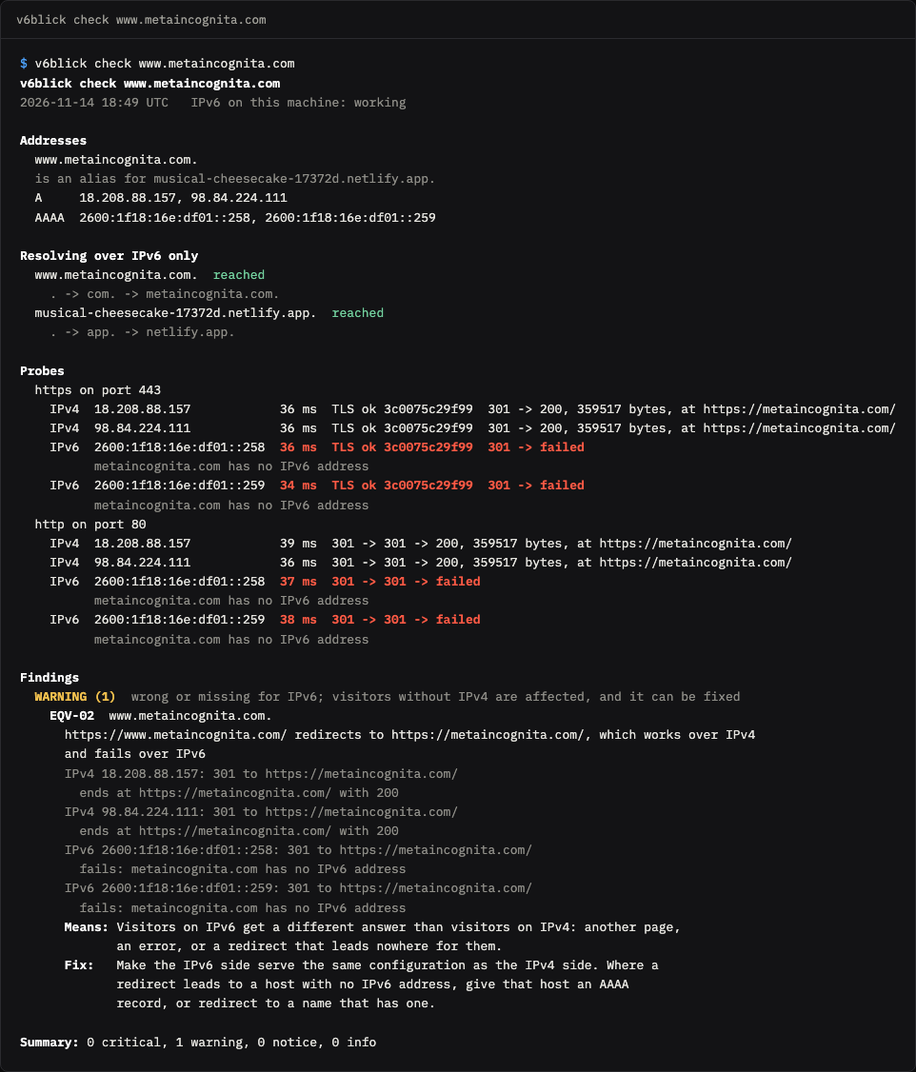 v6blick check www.metaincognita.com
$ v6blick check www.metaincognita.com
v6blick check www.metaincognita.com
2026-11-14 18:49 UTC   IPv6 on this machine: working
Addresses
www.metaincognita.com.
is an alias for musical-cheesecake-17372d.netlify.app.
A     18.208.88.157, 98.84.224.111
AAAA  2600:1f18:16e:df01::258, 2600:1f18:16e:df01::259
Resolving over IPv6 only
www.metaincognita.com.  reached
. -> com. -> metaincognita.com.
musical-cheesecake-17372d.netlify.app.  reached
. -> app. -> netlify.app.
Probes
https on port 443
IPv4  18.208.88.157            36 ms  TLS ok 3c0075c29f99  301 -> 200, 359517 bytes, at https://metaincognita.com/
IPv4  98.84.224.111            36 ms  TLS ok 3c0075c29f99  301 -> 200, 359517 bytes, at https://metaincognita.com/
IPv6  2600:1f18:16e:df01::258  36 ms  TLS ok 3c0075c29f99  301 -> failed
metaincognita.com has no IPv6 address
IPv6  2600:1f18:16e:df01::259  34 ms  TLS ok 3c0075c29f99  301 -> failed
metaincognita.com has no IPv6 address
http on port 80
IPv4  18.208.88.157            39 ms  301 -> 301 -> 200, 359517 bytes, at https://metaincognita.com/
IPv4  98.84.224.111            36 ms  301 -> 301 -> 200, 359517 bytes, at https://metaincognita.com/
IPv6  2600:1f18:16e:df01::258  37 ms  301 -> 301 -> failed
metaincognita.com has no IPv6 address
IPv6  2600:1f18:16e:df01::259  38 ms  301 -> 301 -> failed
metaincognita.com has no IPv6 address
Findings
WARNING (1)  wrong or missing for IPv6; visitors without IPv4 are affected, and it can be fixed
EQV-02  www.metaincognita.com.
https://www.metaincognita.com/ redirects to https://metaincognita.com/, which works over IPv4
and fails over IPv6
IPv4 18.208.88.157: 301 to https://metaincognita.com/
ends at https://metaincognita.com/ with 200
IPv4 98.84.224.111: 301 to https://metaincognita.com/
ends at https://metaincognita.com/ with 200
IPv6 2600:1f18:16e:df01::258: 301 to https://metaincognita.com/
fails: metaincognita.com has no IPv6 address
IPv6 2600:1f18:16e:df01::259: 301 to https://metaincognita.com/
fails: metaincognita.com has no IPv6 address
Means: Visitors on IPv6 get a different answer than visitors on IPv4: another page,
an error, or a redirect that leads nowhere for them.
Fix:   Make the IPv6 side serve the same configuration as the IPv4 side. Where a
redirect leads to a host with no IPv6 address, give that host an AAAA
record, or redirect to a name that has one.
Summary: 0 critical, 1 warning, 0 notice, 0 info